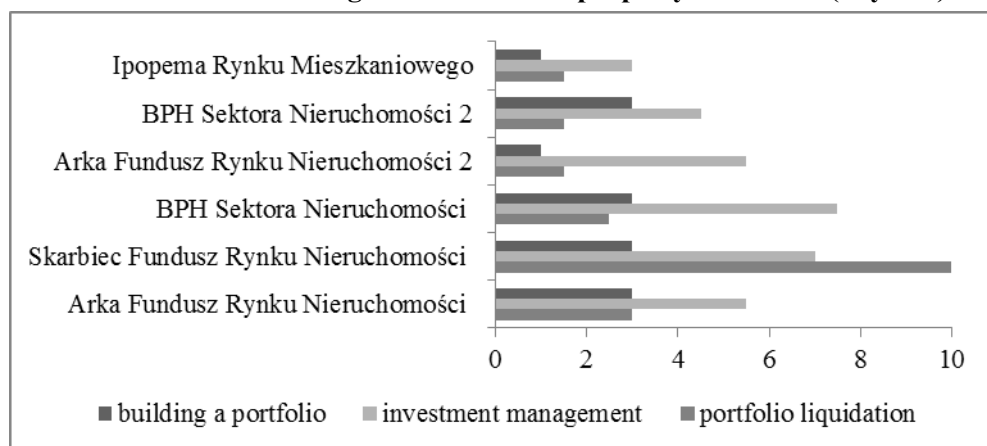 Ipopema Rynku Mieszkaniowego
BPH Sektora Nieruchomości 2
Arka Fundusz Rynku Nieruchomości 2
BPH Sektora Nieruchomości
Skarbiec Fundusz Rynku Nieruchomości
Arka Fundusz Rynku Nieruchomości
0 2 4 6 8 10
building a portfolio investment management portfolio liquidation